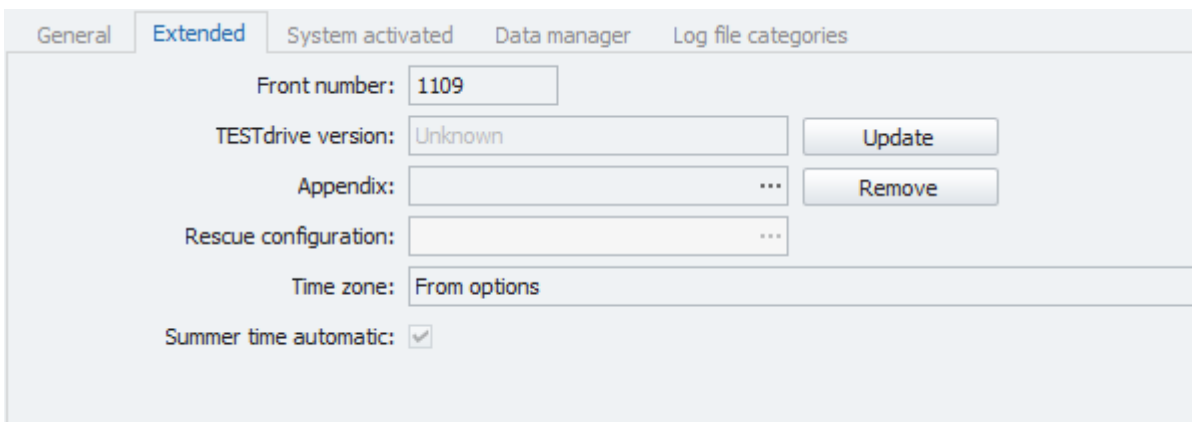 General Extended System activated Data manager Log file categories
Front number: 1109
TESTdrive version: Unknown Update
Appendix: ... Remove
Rescue configuration: ...
Time zone: From options
Summer time automatic: